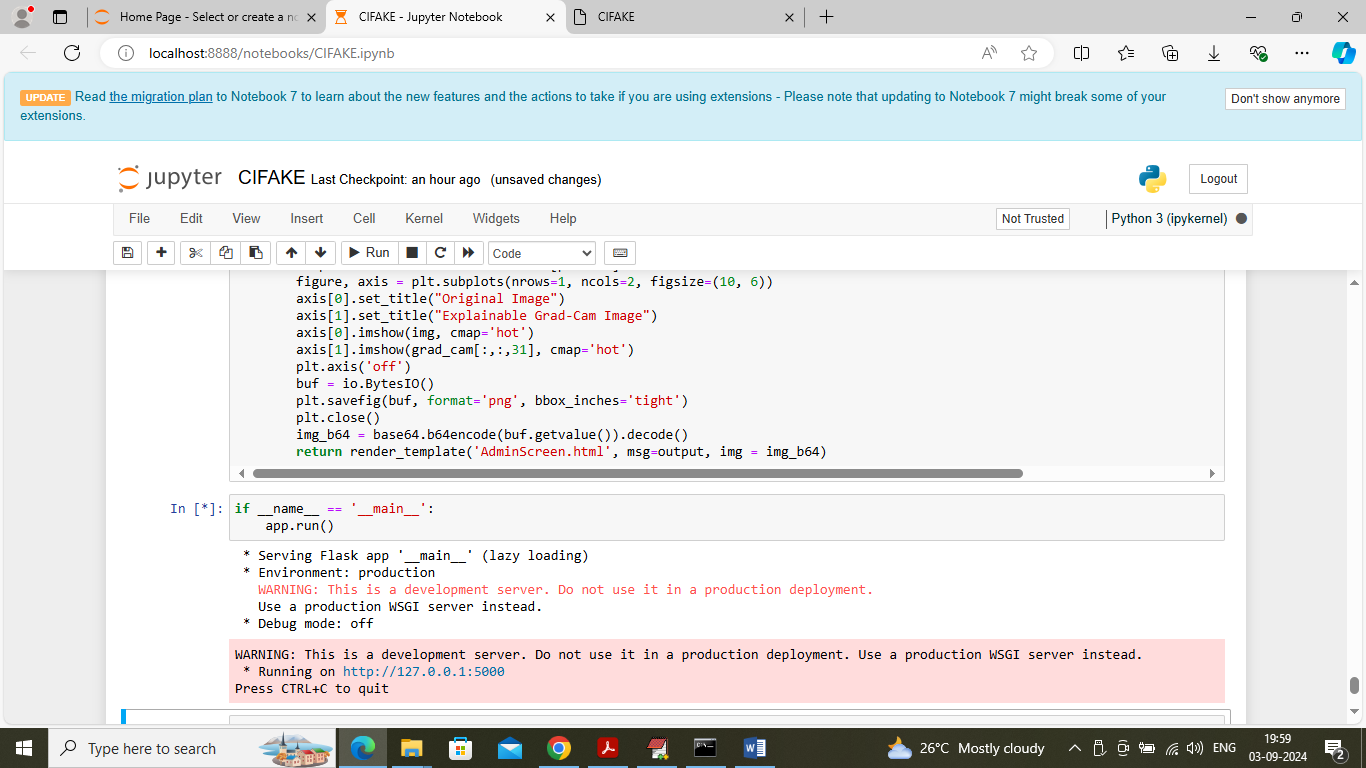 Home Page - Select or create a n
CIFAKE - Jupyter Notebook
CIFAKE
localhost:8888/notebooks/CIFAKE.ipynb
UPDATE Read the migration plan to Notebook 7 to learn about the new features and the actions to take if you are using extensions - Please note that updating to Notebook 7 might break some of your
extensions.
Don't show anymore
jupyter CIFAKE Last Checkpoint: an hour ago (unsaved changes)
Logout
File Edit View Insert Cell Kernel Widgets Help
Not Trusted
Python 3 (ipykernel)
Run
Code
figure, axis = plt.subplots(nrows=1, ncols=2, figsize=(10, 6))
axis[0].set_title("Original Image")
axis[1].set_title("Explainable Grad-Cam Image")
axis[0].imshow(img, cmap='hot')
axis[1].imshow(grad_cam[:,:,31], cmap='hot')
plt.axis('off')
buf = io.BytesIO()
plt.savefig(buf, format='png', bbox_inches='tight')
plt.close()
img_b64 = base64.b64encode(buf.getvalue()).decode()
return render_template('AdminScreen.html', msg=output, img = img_b64)
In [*]: if __name__ == '__main__':
app.run()
* Serving Flask app '__main__' (lazy loading)
* Environment: production
WARNING: This is a development server. Do not use it in a production deployment.
Use a production WSGI server instead.
* Debug mode: off
WARNING: This is a development server. Do not use it in a production deployment. Use a production WSGI server instead.
* Running on http://127.0.0.1:5000
Press CTRL+C to quit
Type here to search
26°C Mostly cloudy
ENG
19:59
03-09-2024
2